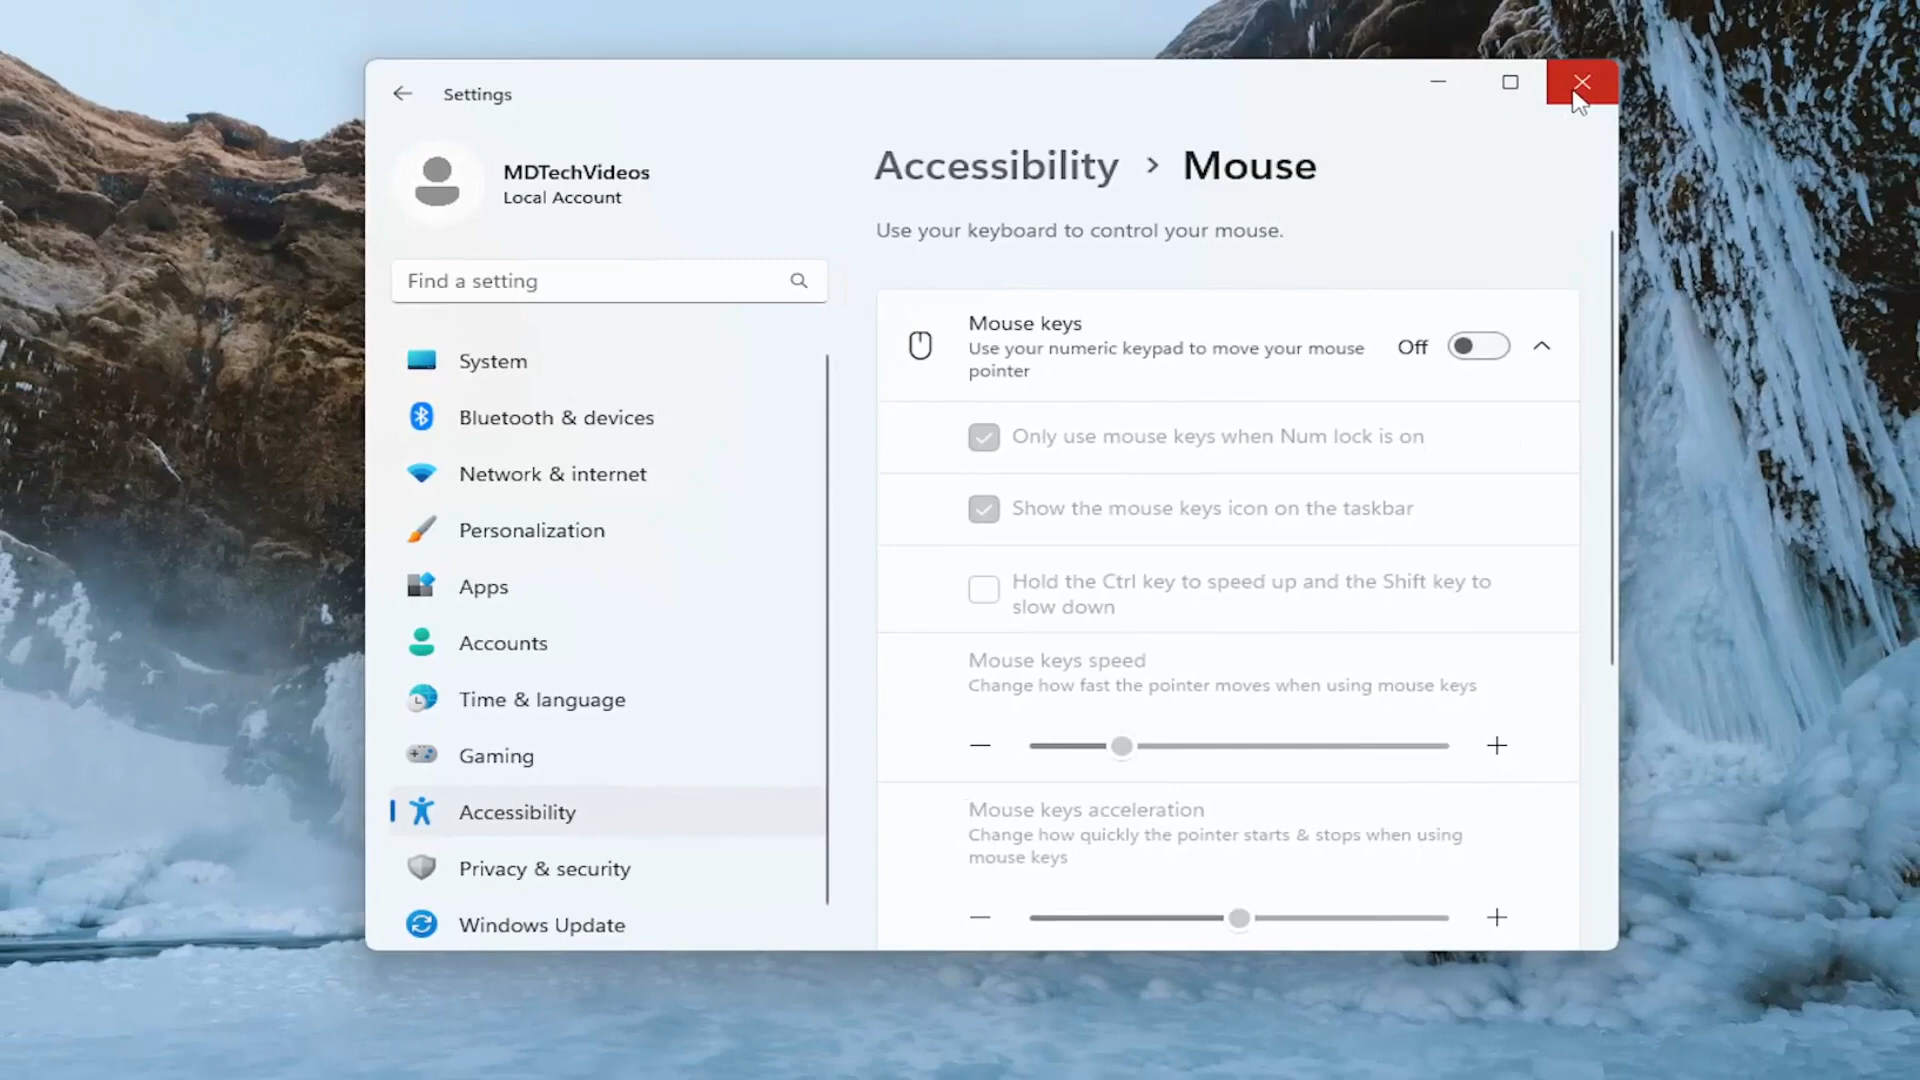 Settings
MDTechVideos
Local Account
Find a setting
System
Bluetooth & devices
Network & internet
Personalization
Apps
Accounts
Time & language
Gaming
Accessibility
Privacy & security
Windows Update
Accessibility > Mouse
Use your keyboard to control your mouse.
Mouse keys
Use your numeric keypad to move your mouse
pointer
Off
Only use mouse keys when Num lock is on
Show the mouse keys icon on the taskbar
Hold the Ctrl key to speed up and the Shift key to
slow down
Mouse keys speed
Change how fast the pointer moves when using mouse keys
Mouse keys acceleration
Change how quickly the pointer starts & stops when using
mouse keys